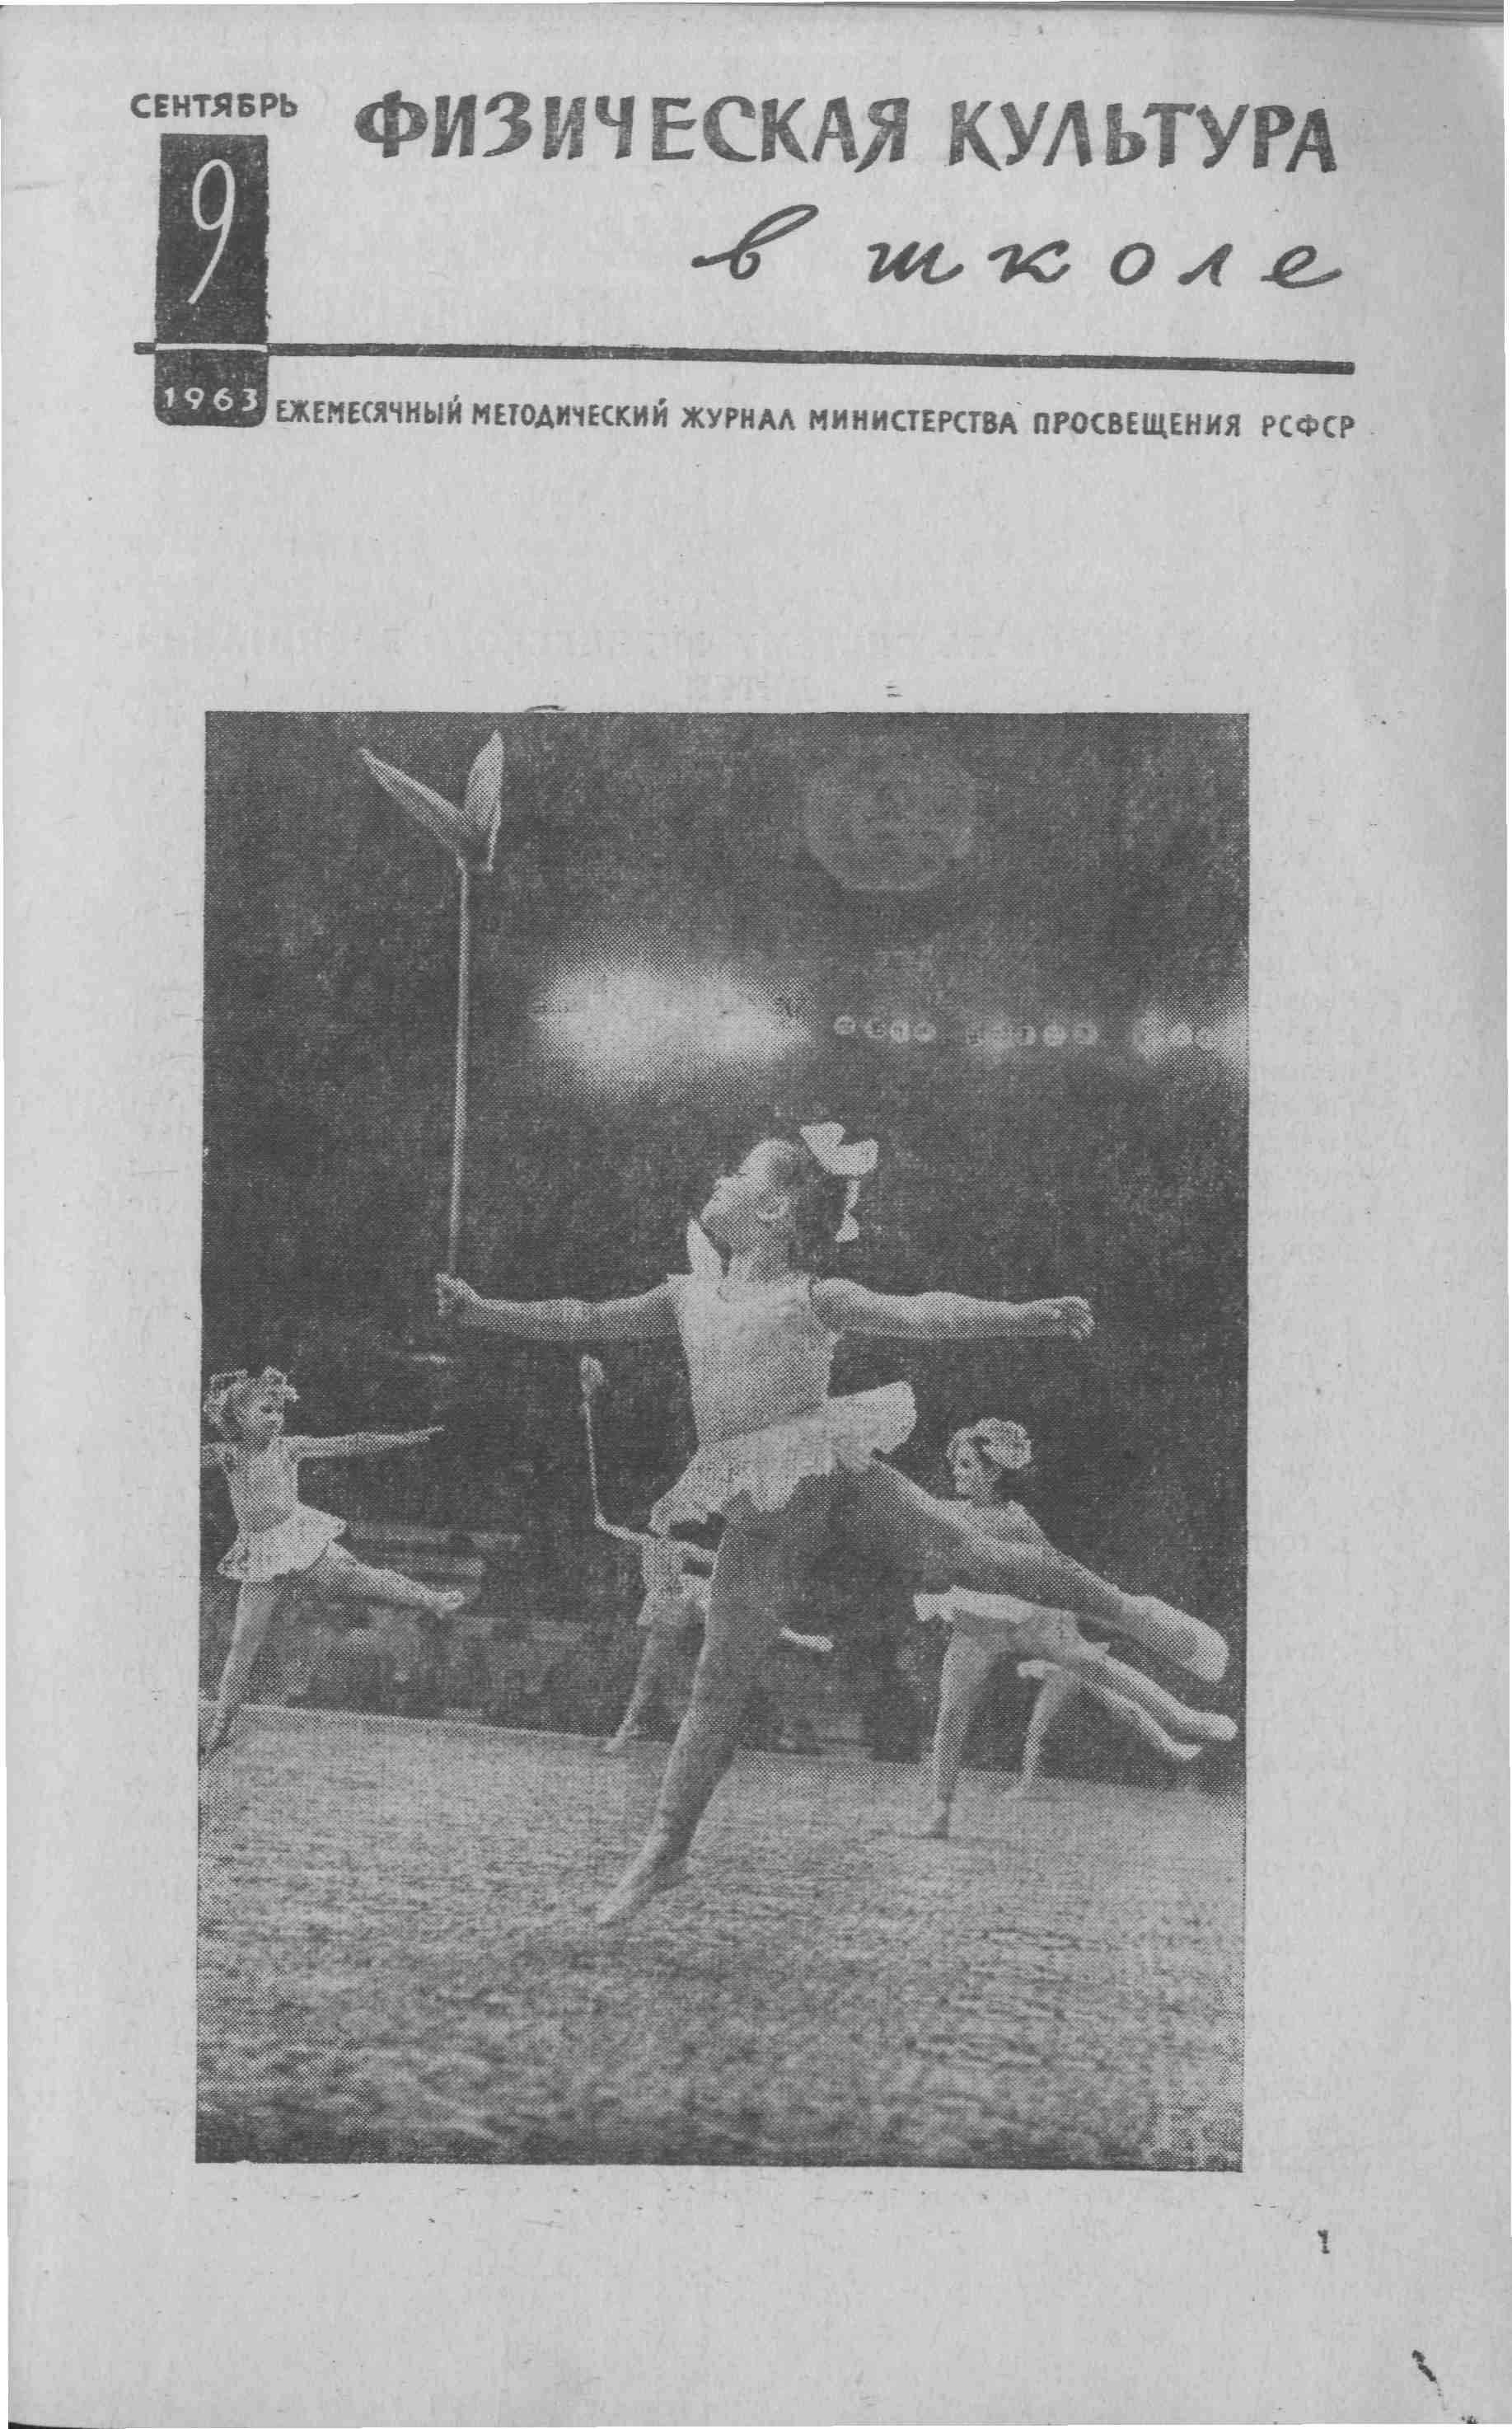 СЕНТЯБРЬ
ФИЗИЧЕСКАЯ КУЛЬТУРА
9
в школе
1963
ЕЖЕМЕСЯЧНЫЙ МЕТОДИЧЕСКИЙ ЖУРНАЛ МИНИСТЕРСТВА ПРОСВЕЩЕНИЯ РСФСР
1